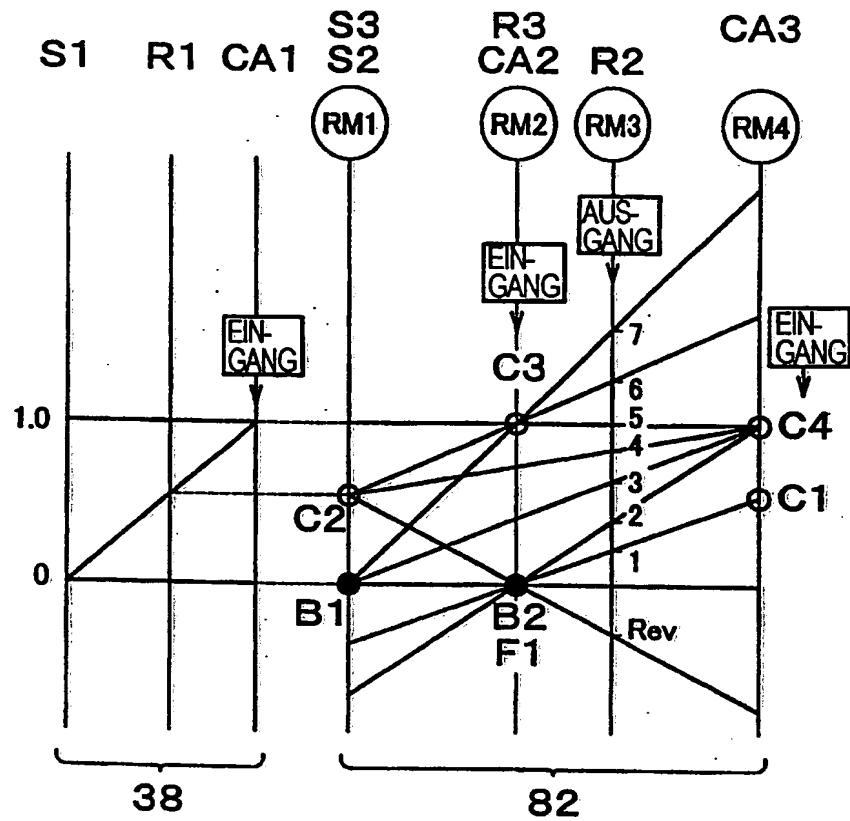 S3 R3 CA3
S1 R1 CA1 S2 CA2 R2
RM1 RM2 RM3 RM4
AUS-
GANG
EIN-
GANG
EIN-
GANG
EIN-
GANG
7
C3
6
1.0
5
C4
4
3
C1
C2
2
1
0
B1
B2
F1
Rev
38
82